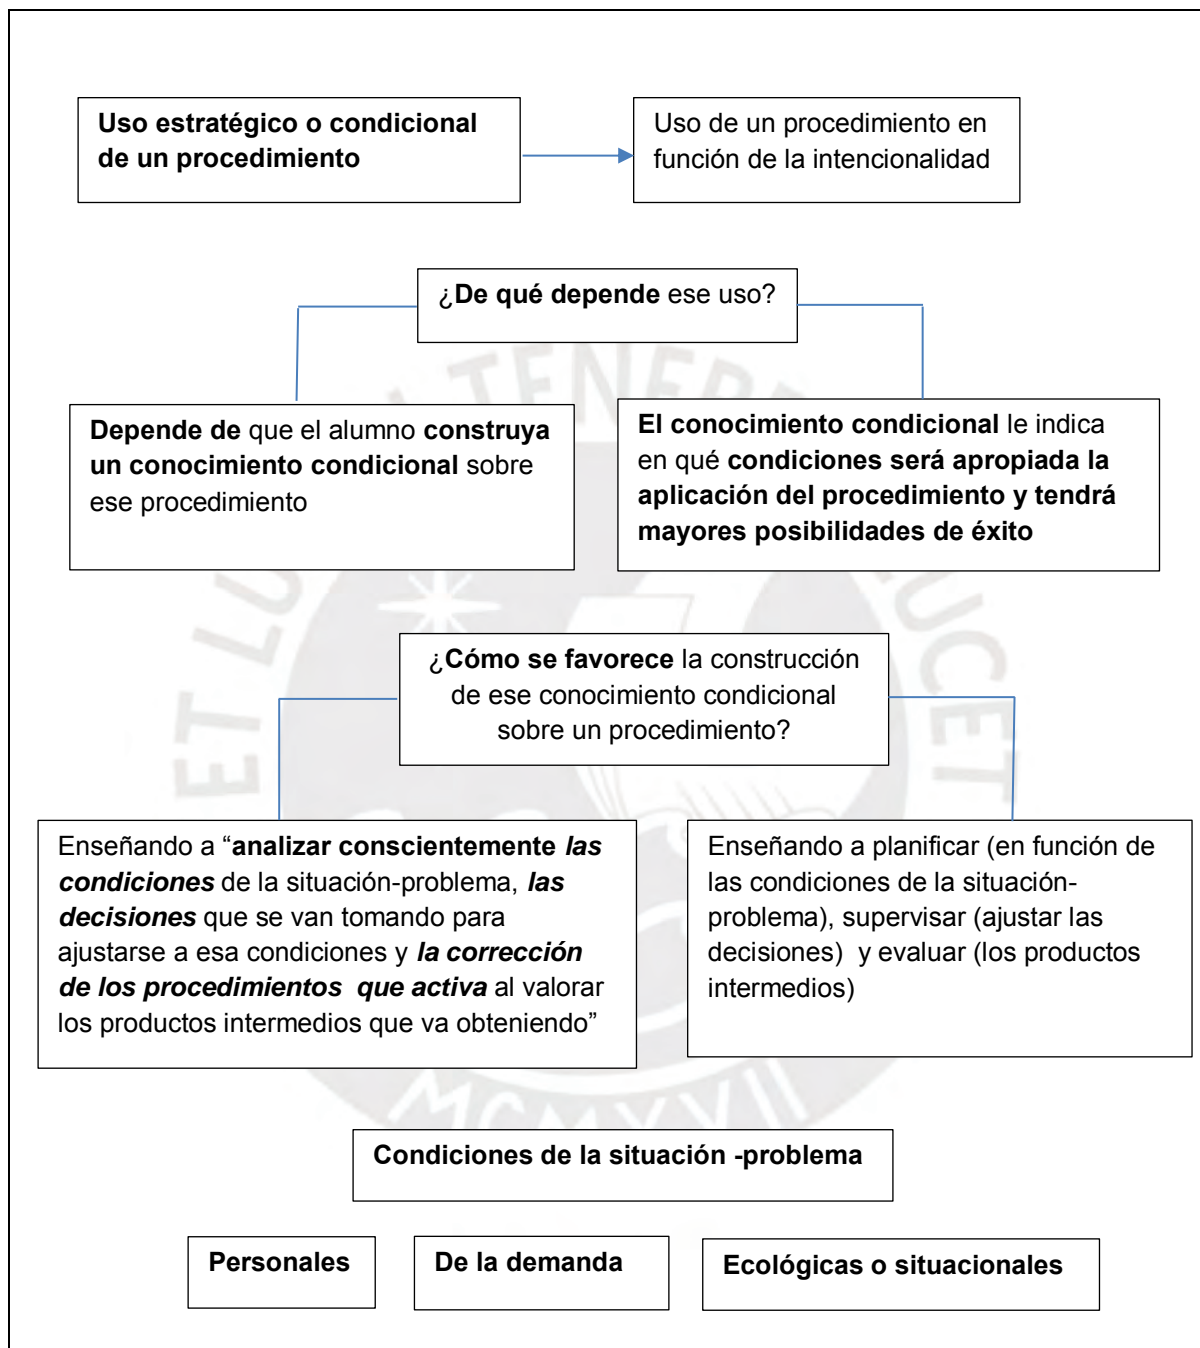 Uso estratégico o condicional
de un procedimiento
Uso de un procedimiento en
función de la intencionalidad
¿De qué depende ese uso?
Depende de que el alumno construya
un conocimiento condicional sobre
ese procedimiento
El conocimiento condicional le indica
en qué condiciones será apropiada la
aplicación del procedimiento y tendrá
mayores posibilidades de éxito
¿Cómo se favorece la construcción
de ese conocimiento condicional
sobre un procedimiento?
Enseñando a “analizar conscientemente las
condiciones de la situación-problema, las
decisiones que se van tomando para
ajustarse a esa condiciones y la corrección
de los procedimientos que activa al valorar
los productos intermedios que va obteniendo”
Enseñando a planificar (en función de
las condiciones de la situación-
problema), supervisar (ajustar las
decisiones) y evaluar (los productos
intermedios)
Condiciones de la situación -problema
Personales
De la demanda
Ecológicas o situacionales
ET LU
TENEB
LUCET
MCMXVII